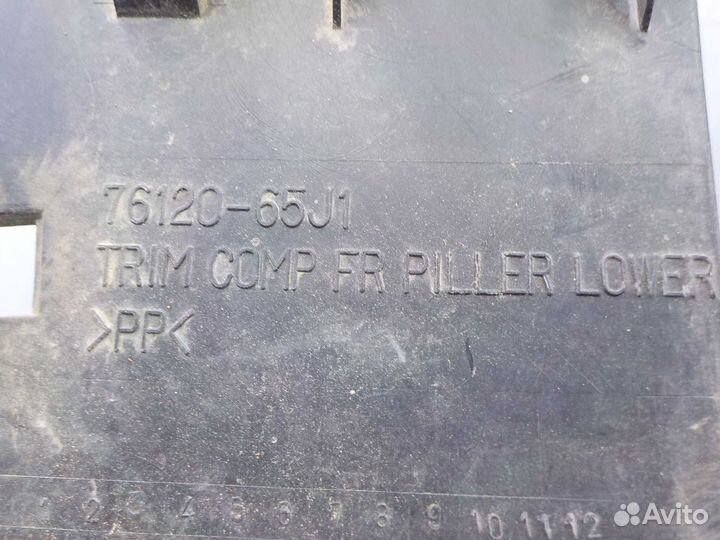 76120-65J1
TRIM COMP FR PILLER LOWER
>PP<
1 2 3 4 5 6 7 8 9 10 11 12
Avito